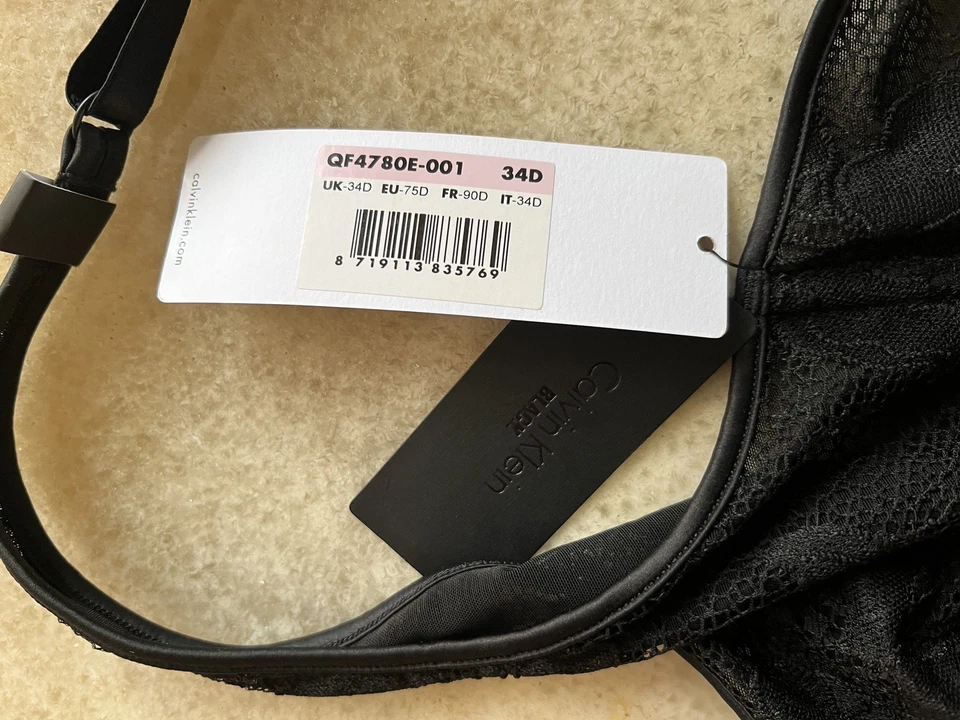 QF4780E-001 34D
UK-34D EU-75D FR-90D IT-34D
8 719113 835769
calvinklein.com
Calvin Klein
BLACK